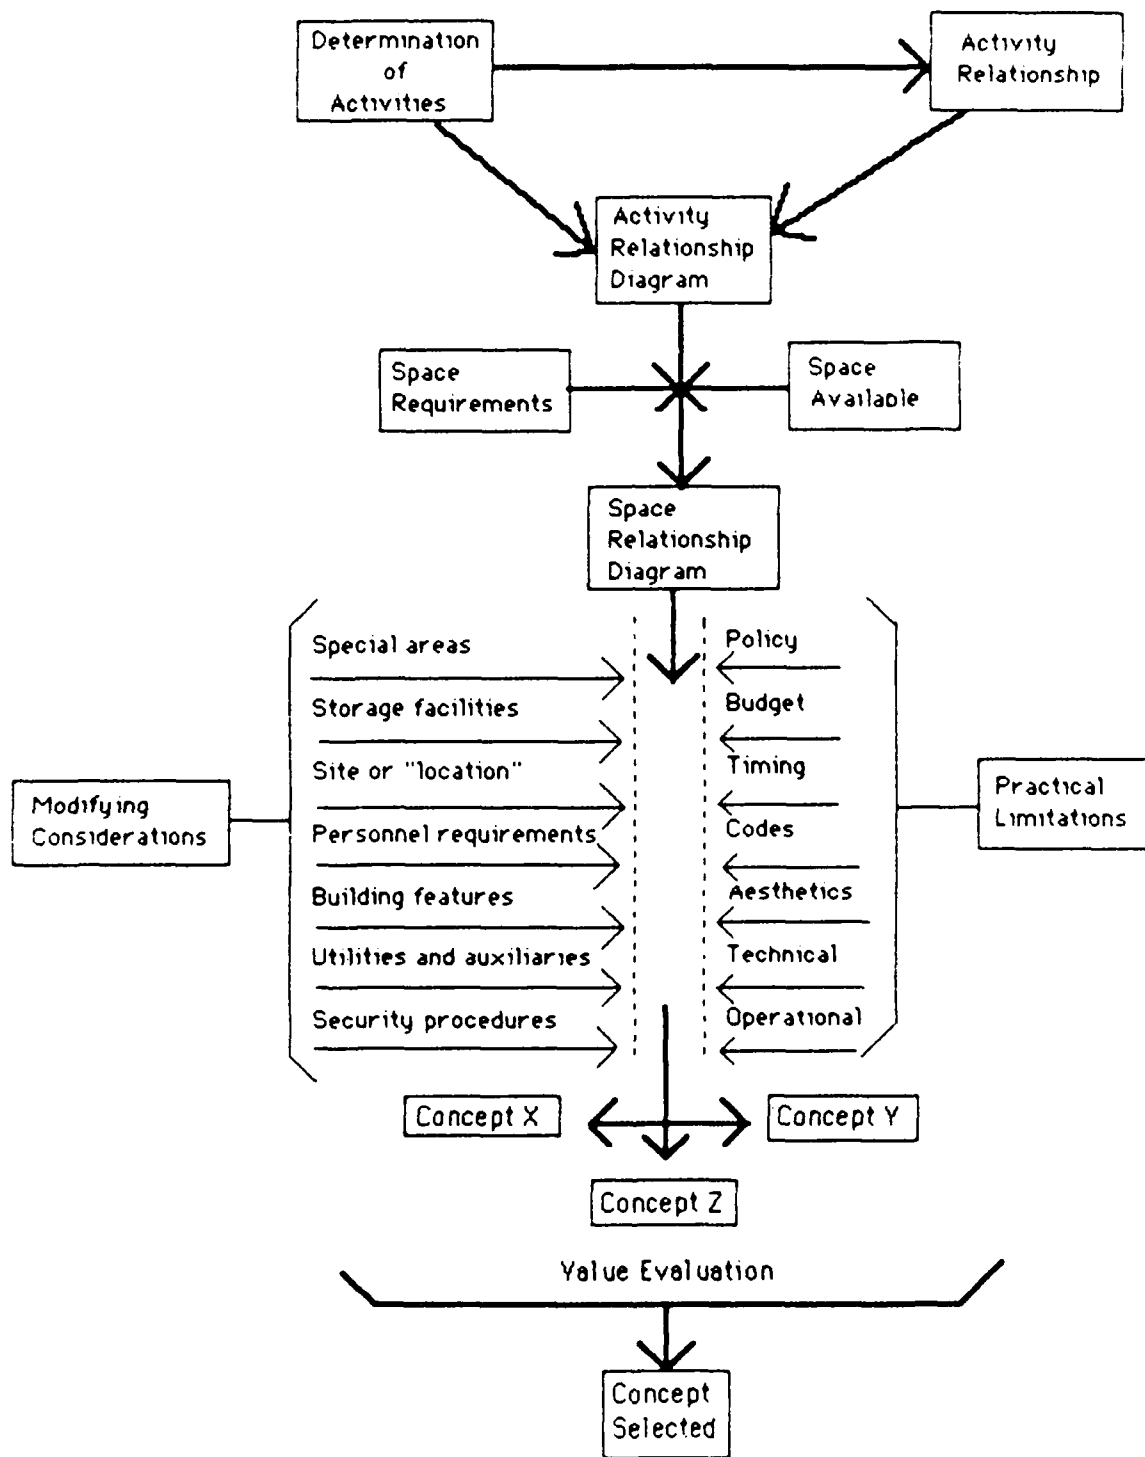 Determination
of
Activities
Activity
Relationship
Activity
Relationship
Diagram
Space
Requirements
Space
Available
Space
Relationship
Diagram
Modifying
Considerations
Special areas
Storage facilities
Site or "location"
Personnel requirements
Building features
Utilities and auxiliaries
Security procedures
Policy
Budget
Timing
Codes
Aesthetics
Technical
Operational
Practical
Limitations
Concept X
Concept Y
Concept Z
Value Evaluation
Concept
Selected